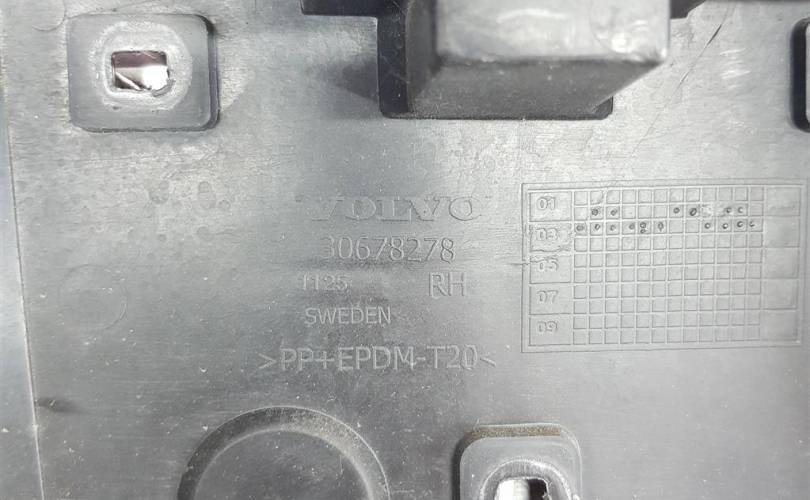 VOLVO
30678278
1125 RH
SWEDEN
>PP+EPDM-T20<
01
03
05
07
09